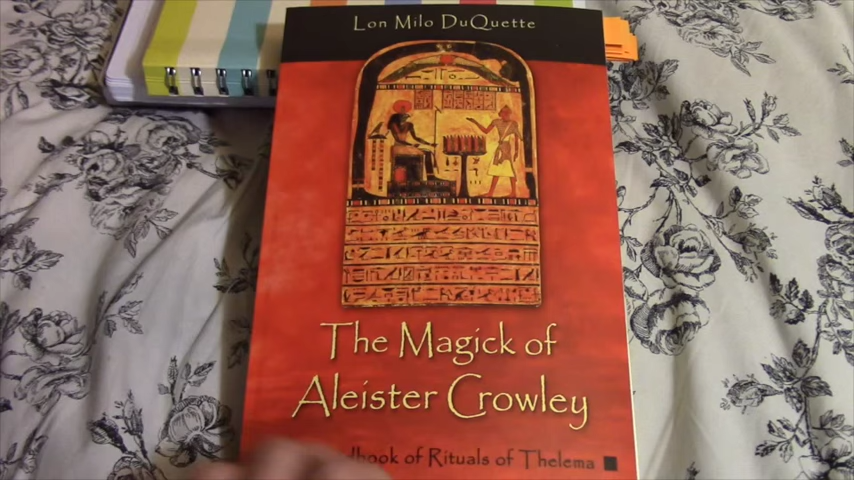 Lon Milo DuQuette
The Magick of
Aleister Crowley
dbook of Rituals of Thelema